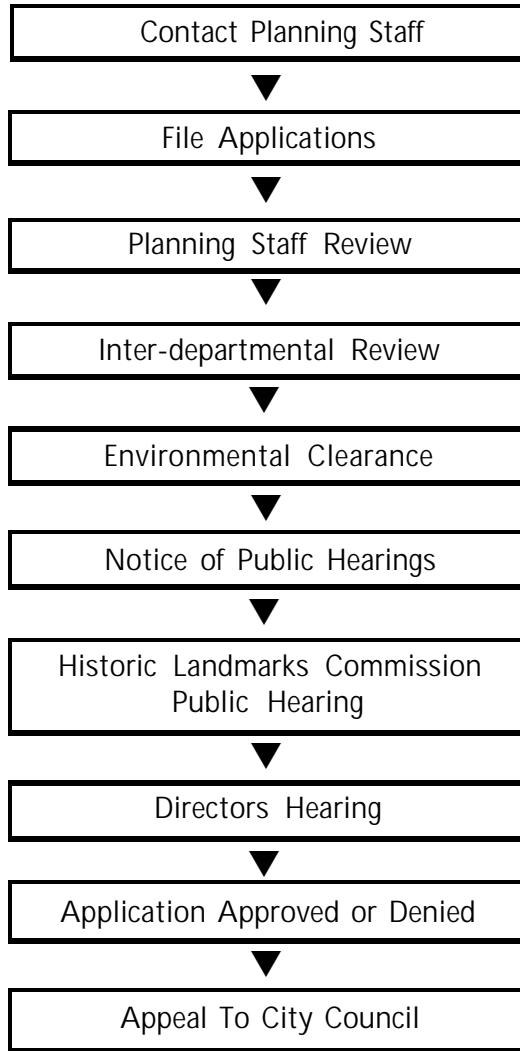 Contact Planning Staff
File Applications
Planning Staff Review
Inter-departmental Review
Environmental Clearance
Notice of Public Hearings
Historic Landmarks Commission
Public Hearing
Directors Hearing
Application Approved or Denied
Appeal To City Council